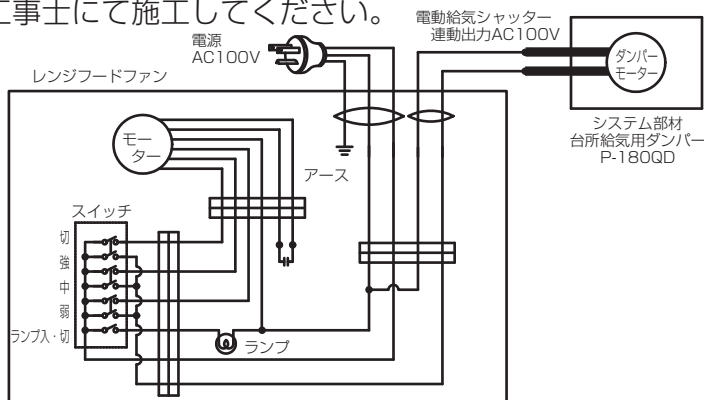 工事士にて施工してください。
電源
AC100V
電動給気シャッター
連動出力AC100V
レンジフードファン
ダンパー
モーター
システム部材
台所給気用ダンパー
P-180QD
モー
ター
アース
スイッチ
切
強
中
弱
ランプ入・切
ランプ